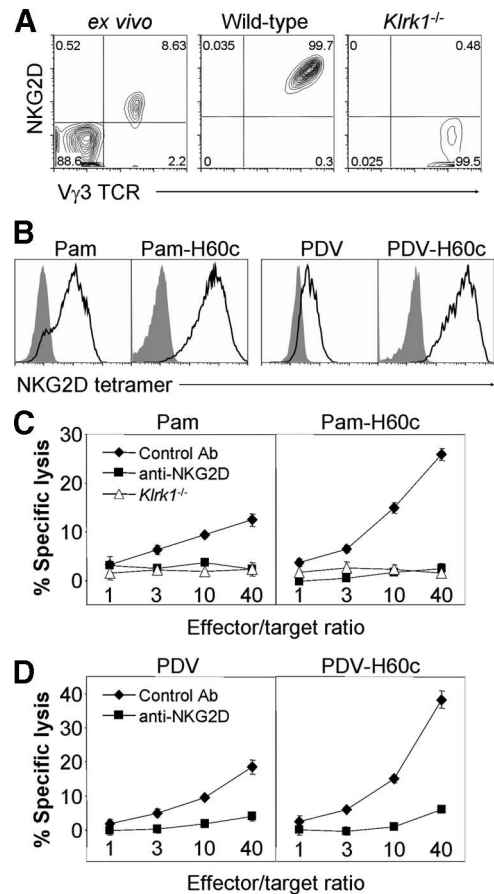 A
ex vivo
Wild-type
Klrk1-/-
NKG2D
0.52
8.63
88.6
2.2
0.035
99.7
0
0.3
0
0.48
0.025
99.5
Vγ3 TCR
B
Pam
Pam-H60c
PDV
PDV-H60c
NKG2D tetramer
C
Pam
Pam-H60c
% Specific lysis
30
20
10
0
Control Ab
anti-NKG2D
Klrk1-/-
1 3 10 40
1 3 10 40
Effector/target ratio
D
PDV
PDV-H60c
% Specific lysis
40
30
20
10
0
Control Ab
anti-NKG2D
1 3 10 40
1 3 10 40
Effector/target ratio